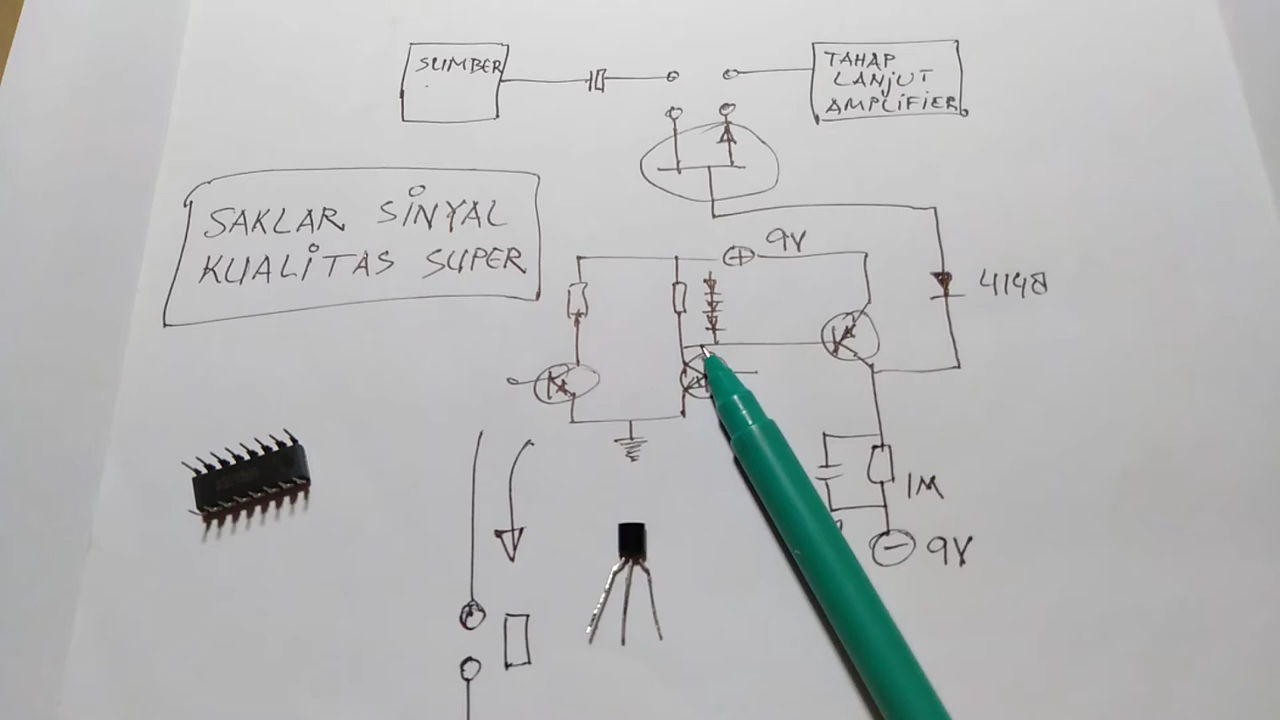 SUMBER
TAHAP
LANJUT
AMPLIFIER
SAKLAR SINYAL
KUALITAS SUPER
9V
4148
1M
9V